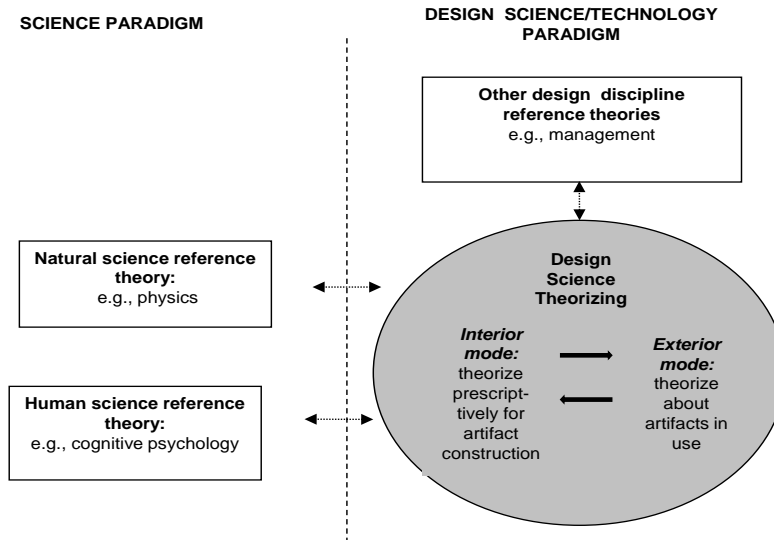 SCIENCE PARADIGM
DESIGN SCIENCE/TECHNOLOGY
PARADIGM
Other design discipline
reference theories
e.g., management
Natural science reference
theory:
e.g., physics
Human science reference
theory:
e.g., cognitive psychology
Design
Science
Theorizing
Interior
mode:
theorize
prescript-
tively for
artifact
construction
Exterior
mode:
theorize
about
artifacts in
use